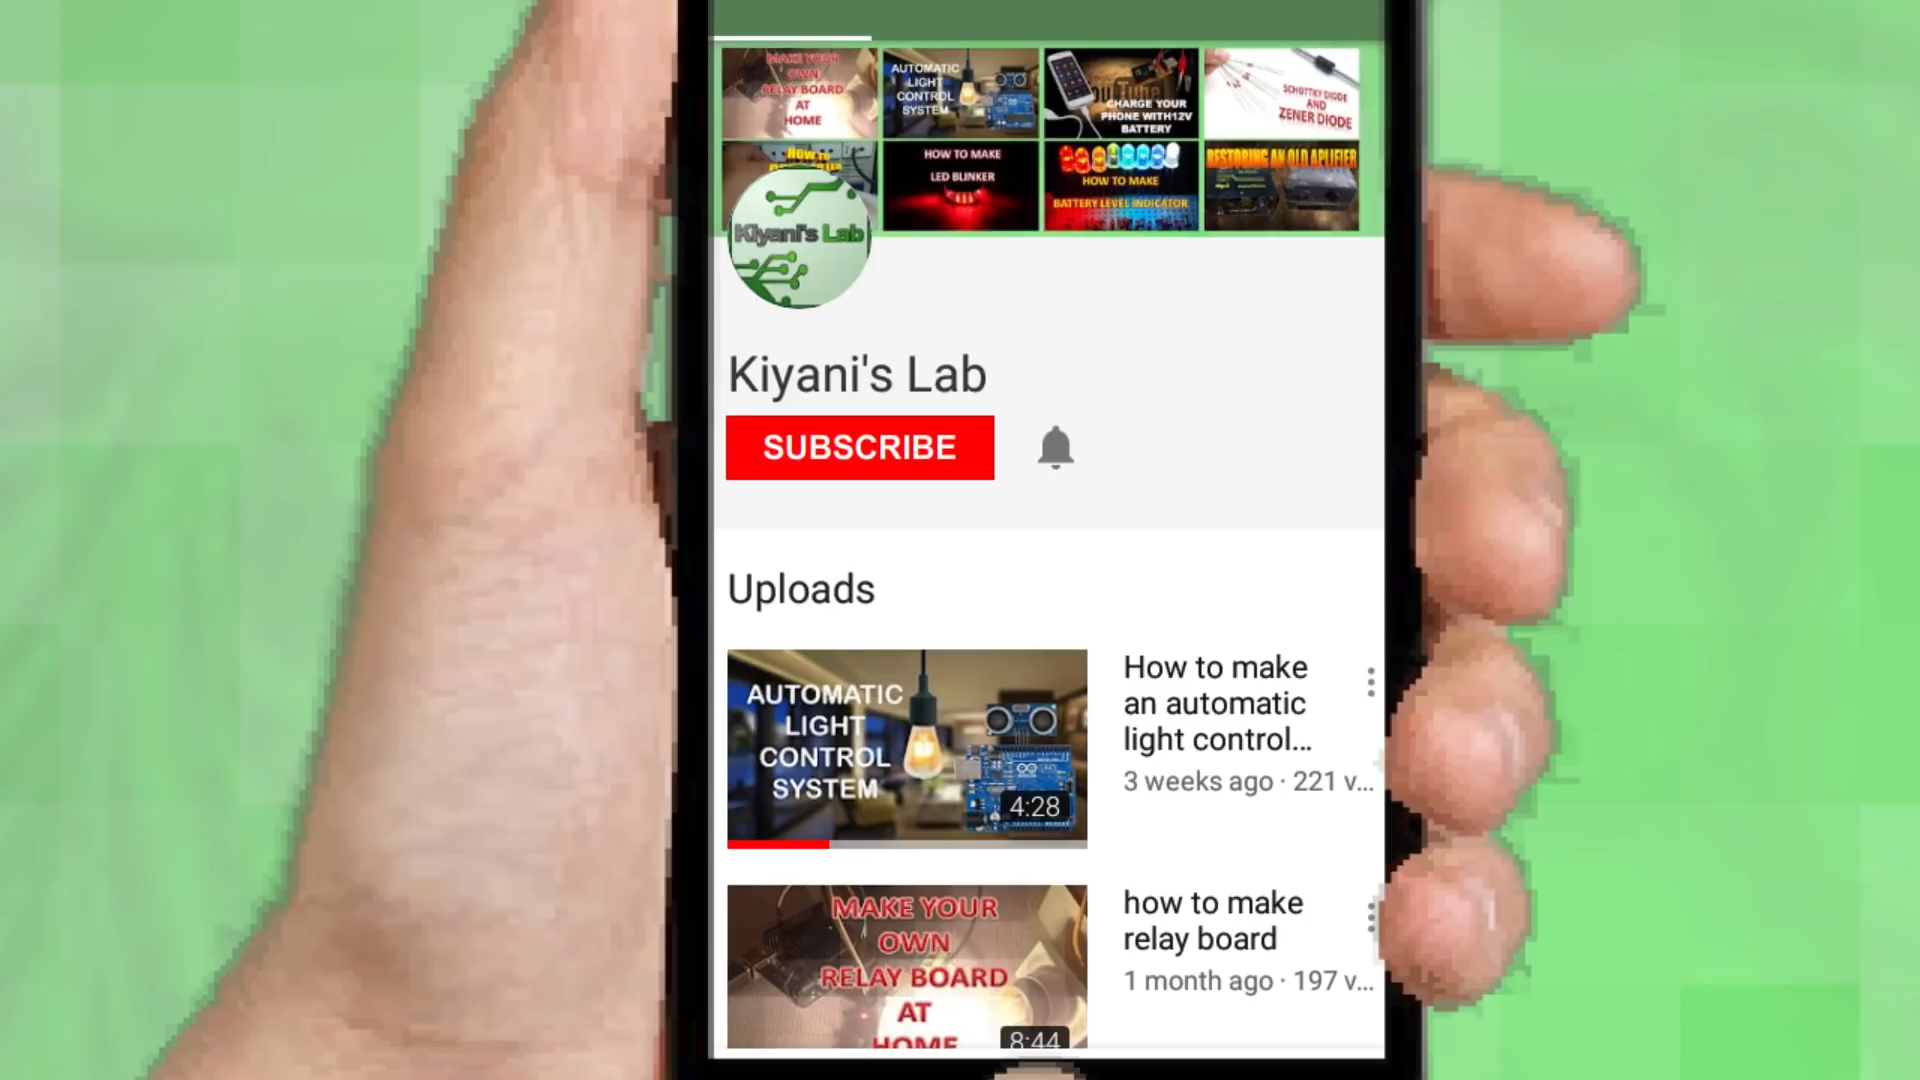 MAKE YOUR
OWN
RELAY BOARD
AT
HOME
AUTOMATIC
LIGHT
CONTROL
SYSTEM
CHARGE YOUR
PHONE WITH12V
BATTERY
SCHOTTKY DIODE
AND
ZENER DIODE
HOW TO
HOW TO MAKE
LED BLINKER
HOW TO MAKE
BATTERY LEVEL INDICATOR
RESTORING AN OLD APLIFIER
Kiyani's Lab
Kiyani's Lab
SUBSCRIBE
Uploads
AUTOMATIC
LIGHT
CONTROL
SYSTEM
4:28
How to make
an automatic
light control...
3 weeks ago · 221 v...
MAKE YOUR
OWN
RELAY BOARD
AT
HOME
8:44
how to make
relay board
1 month ago · 197 v...